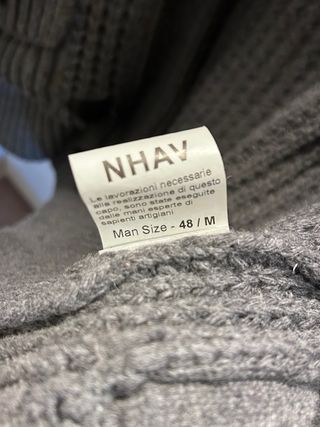 NHAV
Le lavorazioni necessarie
alla realizzazione di questo
capo, sono state eseguite
dalle mani esperte di
sapienti artigiani
Man Size - 48 / M